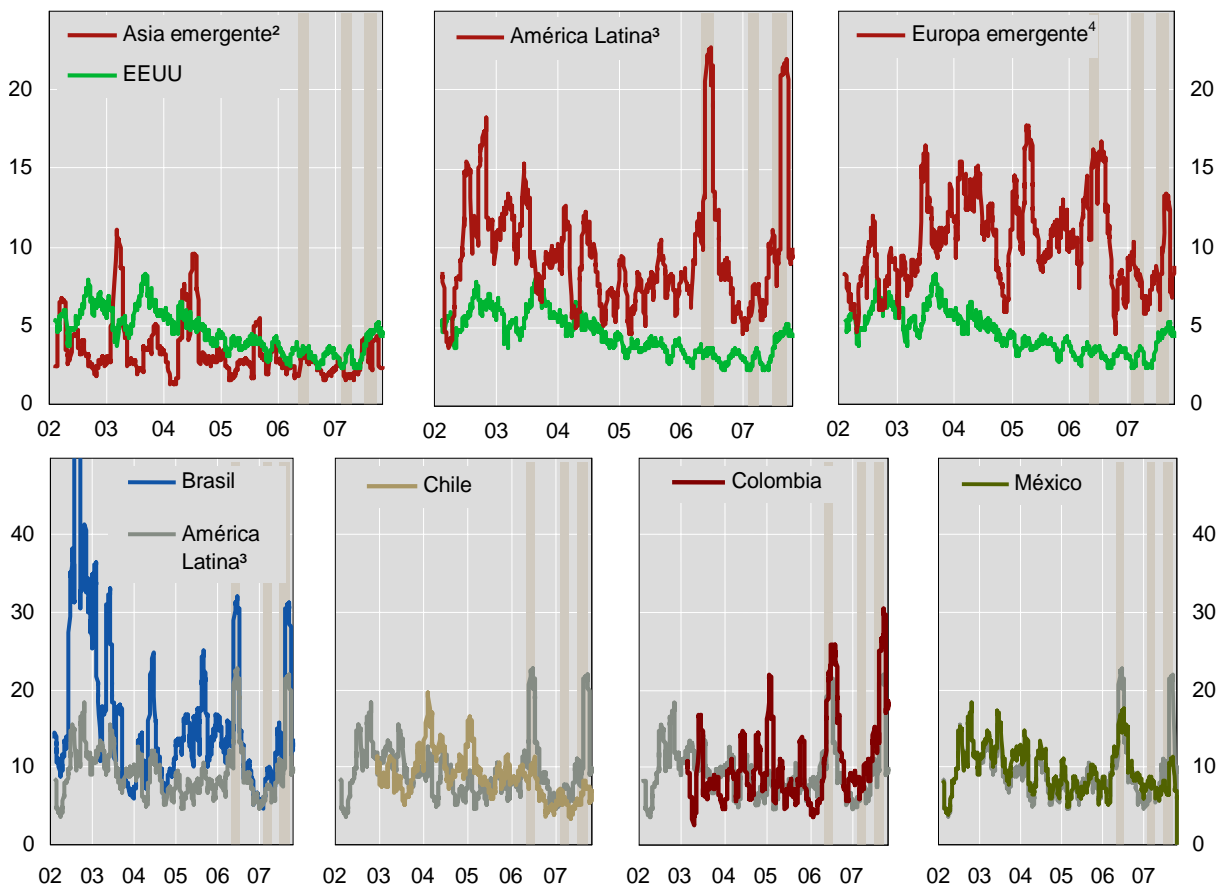 Asia emergente²
EEUU
América Latina³
Europa emergente⁴
20
15
10
5
0
20
15
10
5
0
02 03 04 05 06 07
02 03 04 05 06 07
02 03 04 05 06 07
Brasil
América
Latina³
Chile
Colombia
México
40
30
20
10
0
40
30
20
10
0
02 03 04 05 06 07
02 03 04 05 06 07
02 03 04 05 06 07
02 03 04 05 06 07